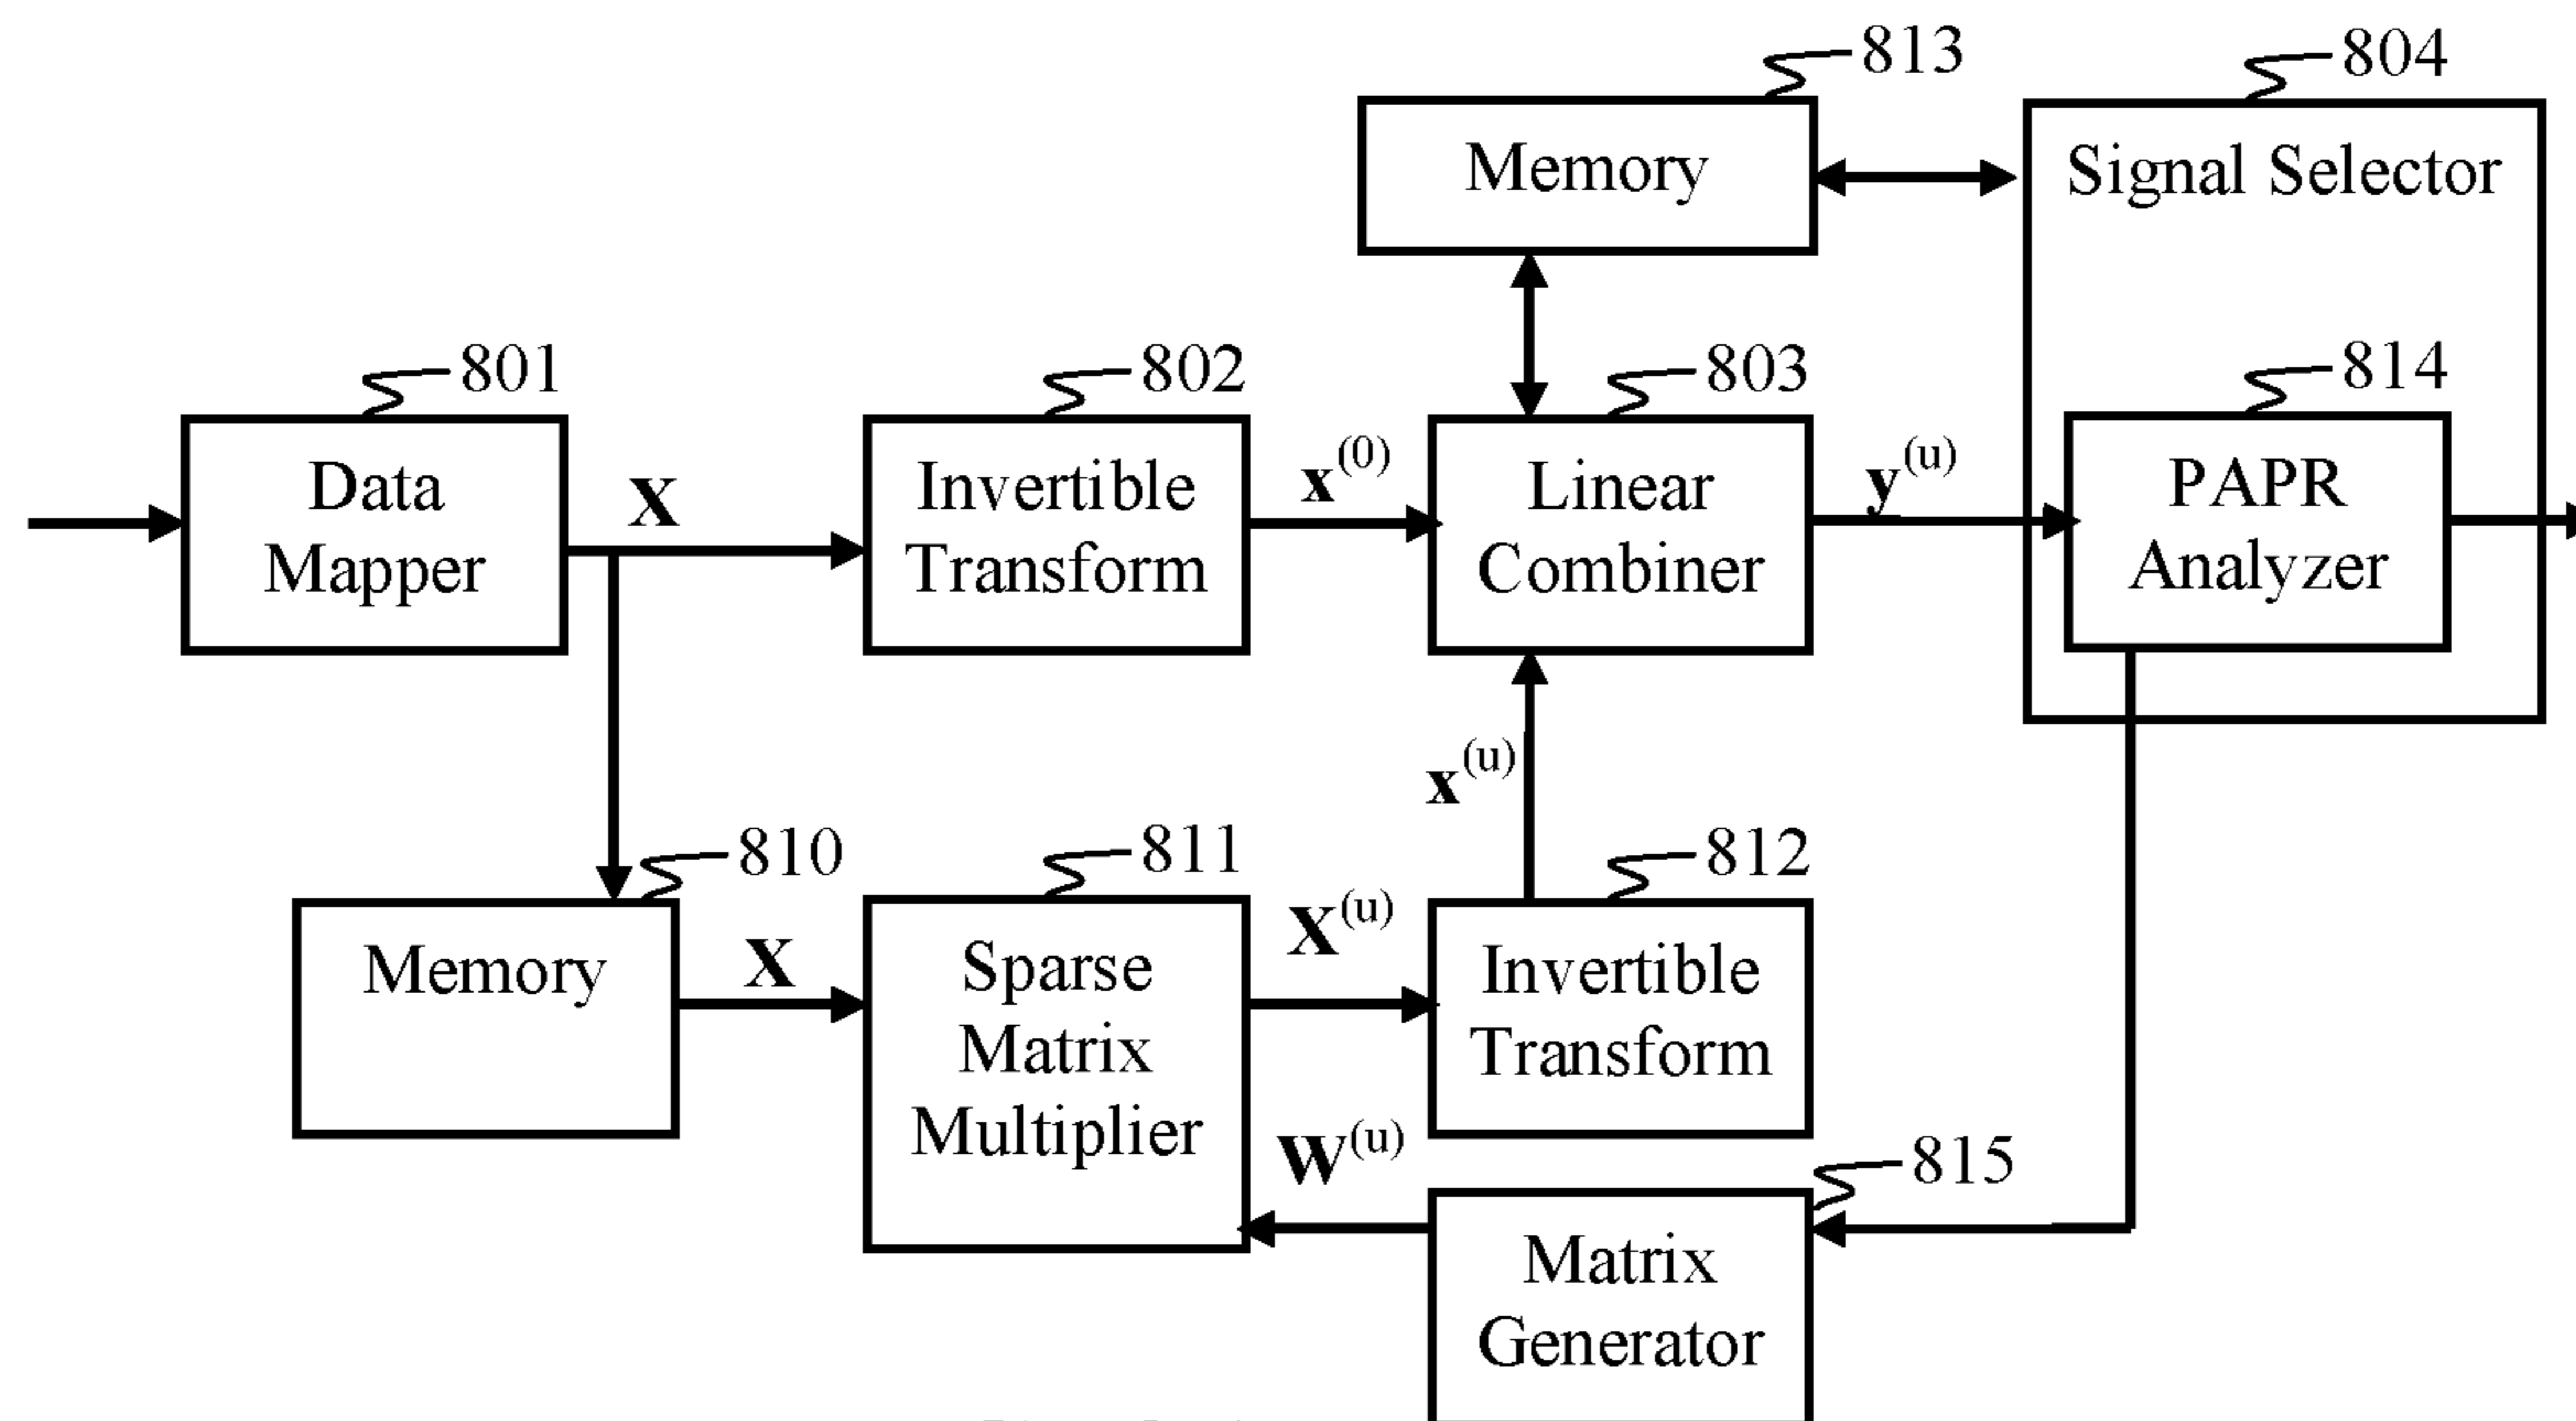 813
804
Memory
Signal Selector
801
802
803
814
Data
Mapper
X
Invertible
Transform
x(0)
Linear
Combiner
y(u)
PAPR
Analyzer
x(u)
810
811
812
Memory
X
Sparse
Matrix
Multiplier
X(u)
Invertible
Transform
W(u)
815
Matrix
Generator